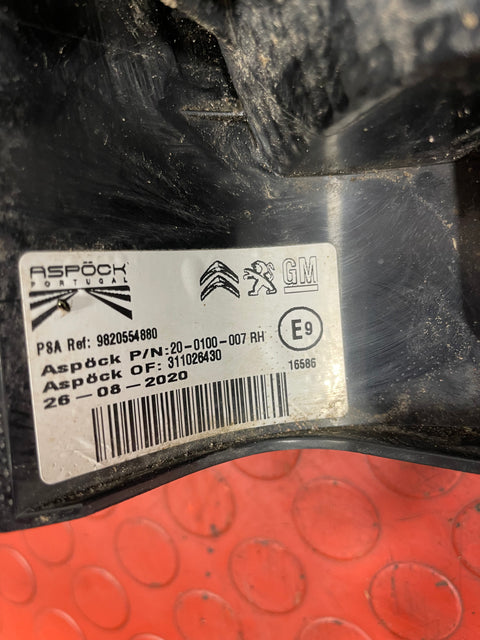 ASPÖCK
PORTUGAL
GM
PSA Ref: 9820554880
Aspöck P/N: 20-0100-007 RH
Aspöck OF: 311026430
26-08-2020
E9
16586